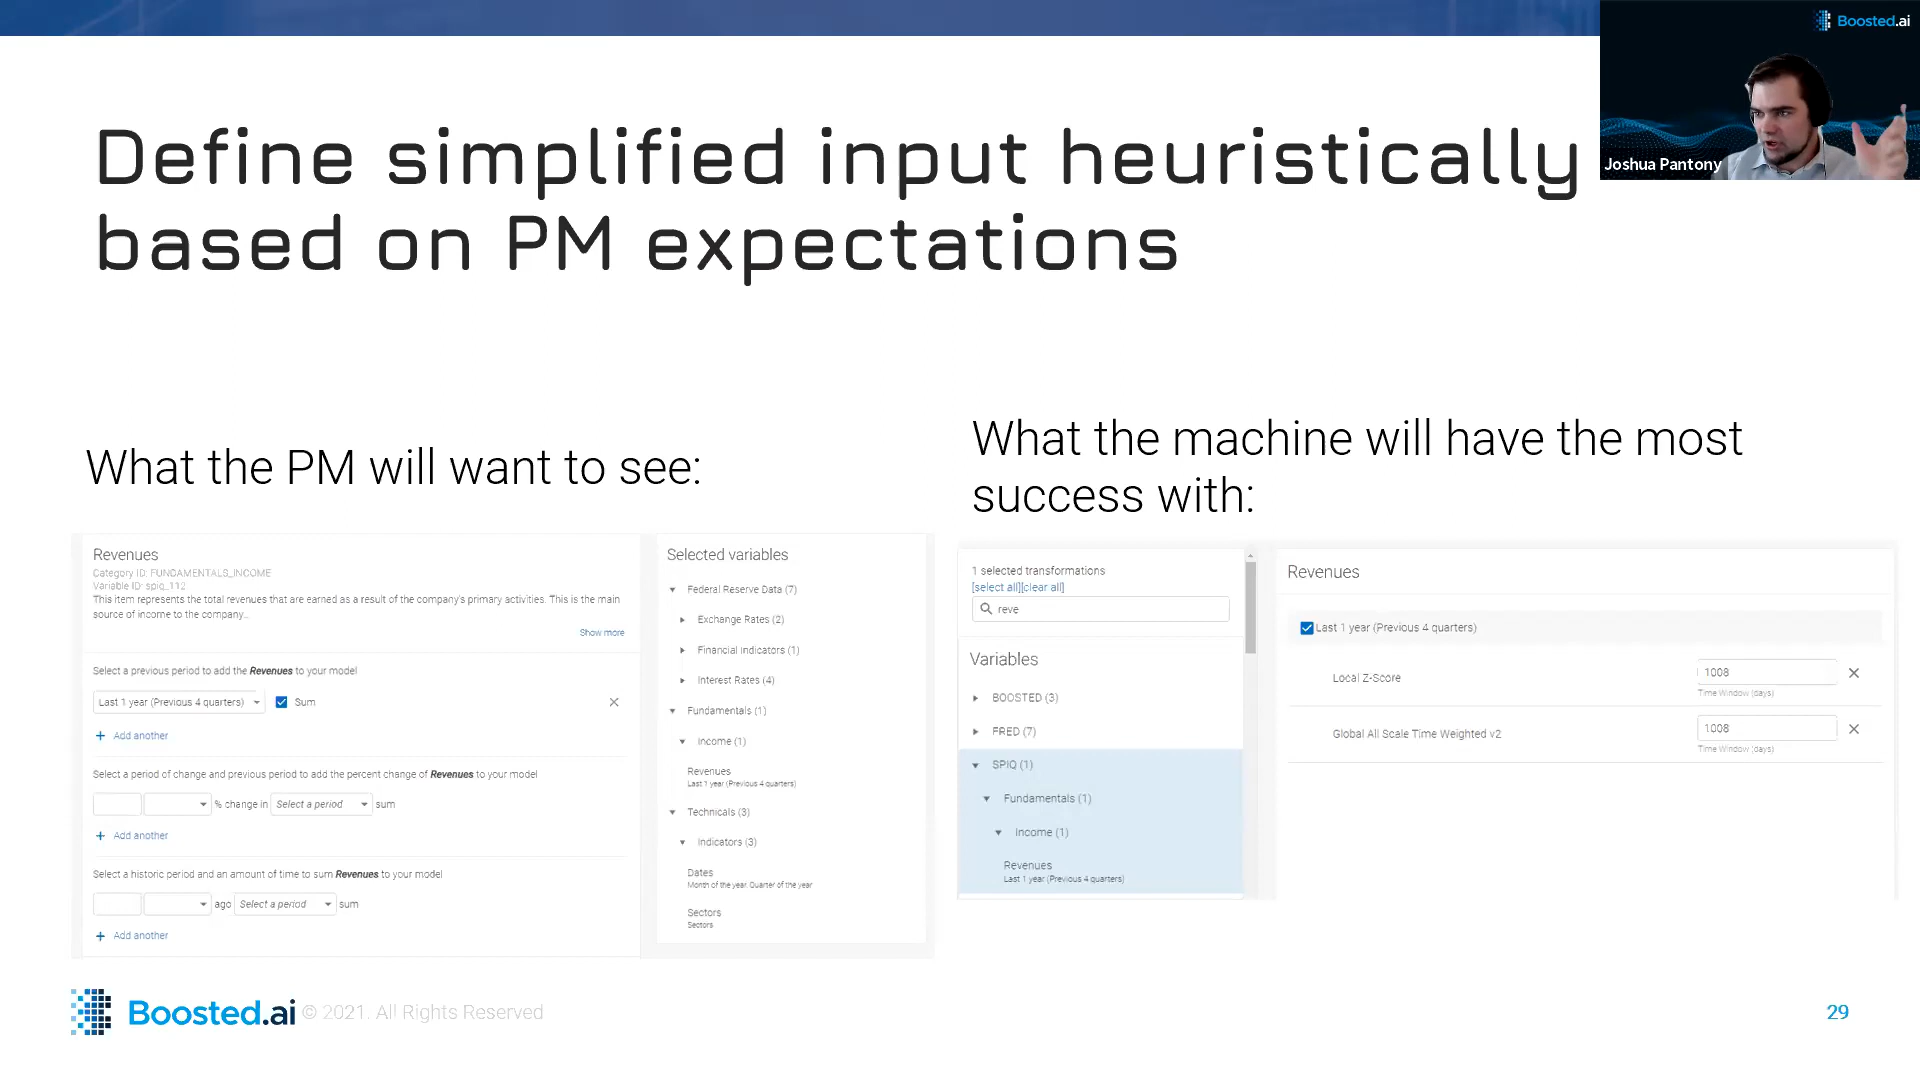 Boosted.ai
Joshua Pantony
Define simplified input heuristically
based on PM expectations
What the PM will want to see:
Revenues
Category ID: FUNDAMENTALS_INCOME
Variable ID: spiq_112
This item represents the total revenues that are earned as a result of the company's primary activities. This is the main
source of income to the company...
Show more
Select a previous period to add the Revenues to your model
Last 1 year (Previous 4 quarters) Sum
Add another
Select a period of change and previous period to add the percent change of Revenues to your model
% change in Select a period sum
Add another
Select a historic period and an amount of time to sum Revenues to your model
ago Select a period sum
Add another
Selected variables
Federal Reserve Data (7)
Exchange Rates (2)
Financial Indicators (1)
Interest Rates (4)
Fundamentals (1)
Income (1)
Revenues
Last 1 year (Previous 4 quarters)
Technicals (3)
Indicators (3)
Dates
Month of the year, Quarter of the year
Sectors
Sectors
What the machine will have the most
success with:
1 selected transformations
[select all][clear all]
reve
Variables
BOOSTED (3)
FRED (7)
SPIQ (1)
Fundamentals (1)
Income (1)
Revenues
Last 1 year (Previous 4 quarters)
Revenues
Last 1 year (Previous 4 quarters)
Local Z-Score 1008
Time Window (days)
Global All Scale Time Weighted v2 1008
Time Window (days)
Boosted.ai © 2021. All Rights Reserved
29